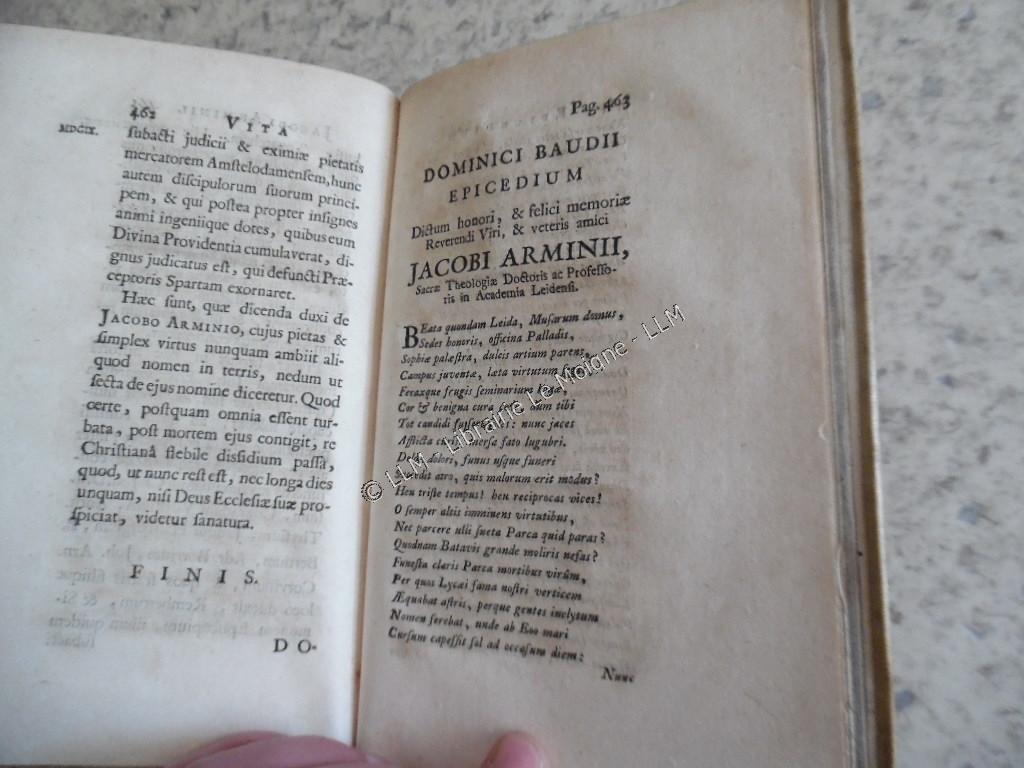 462
VITA
MDCIX.
subacti judicii & eximiæ pietatis
mercatorem Amstelodamensem, hunc
autem discipulorum suorum princi-
pem, & qui postea propter insignes
animi ingeniique dotes, quibus eum
Divina Providentia cumulaverat, di-
gnus judicatus est, qui defuncti Præ-
ceptoris Spartam exornaret.
Hæc sunt, quæ dicenda duxi de
JACOBO ARMINIO, cujus pietas &
simplex virtus nunquam ambiit ali-
quod nomen in terris, nedum ut
secta de ejus nomine diceretur. Quod
certe, postquam omnia essent tur-
bata, post mortem ejus contigit, re
Christianâ flebile dissidium passâ,
quod, ut nunc res est, nec longa dies
unquam, nisi Deus Ecclesiæ suæ pro-
spiciat, videtur sanatura.
FINIS.
DO-
Pag. 463
DOMINICI BAUDII
EPICEDIUM
Dictum honori, & felici memoriæ
Reverendi Viri, & veteris amici
JACOBI ARMINII,
Sacræ Theologiæ Doctoris ac Professo-
ris in Academia Leidensi.
BEata quondam Leida, Musarum domus,
Sedes honoris, officina Palladis,
Sophiæ palæstra, dulcis artium parens,
Campus juventæ, læta virtutum
Feraxque frugis seminarium
Cor & benigna cura dum tibi
Tot candidi : nunc jacet
Afflicta fato lugubri.
dolori, funus usque funeri
atro, quis malorum erit modus?
Heu triste tempus! heu reciprocas vices!
O semper altis imminens virtutibus,
Nec parcere ulli sueta Parca quid paras?
Quodnam Batavis grande moliris nefas?
Funesta claris Parca mortibus virûm,
Per quos Lycæi fama nostri verticem
Æquabat astris, perque gentes inclytum
Nomen ferebat, unde ab Eoo mari
Cursum capessit sol ad occasum diem:
Nunc
© LLM - Librairie Le Moigne - LLM